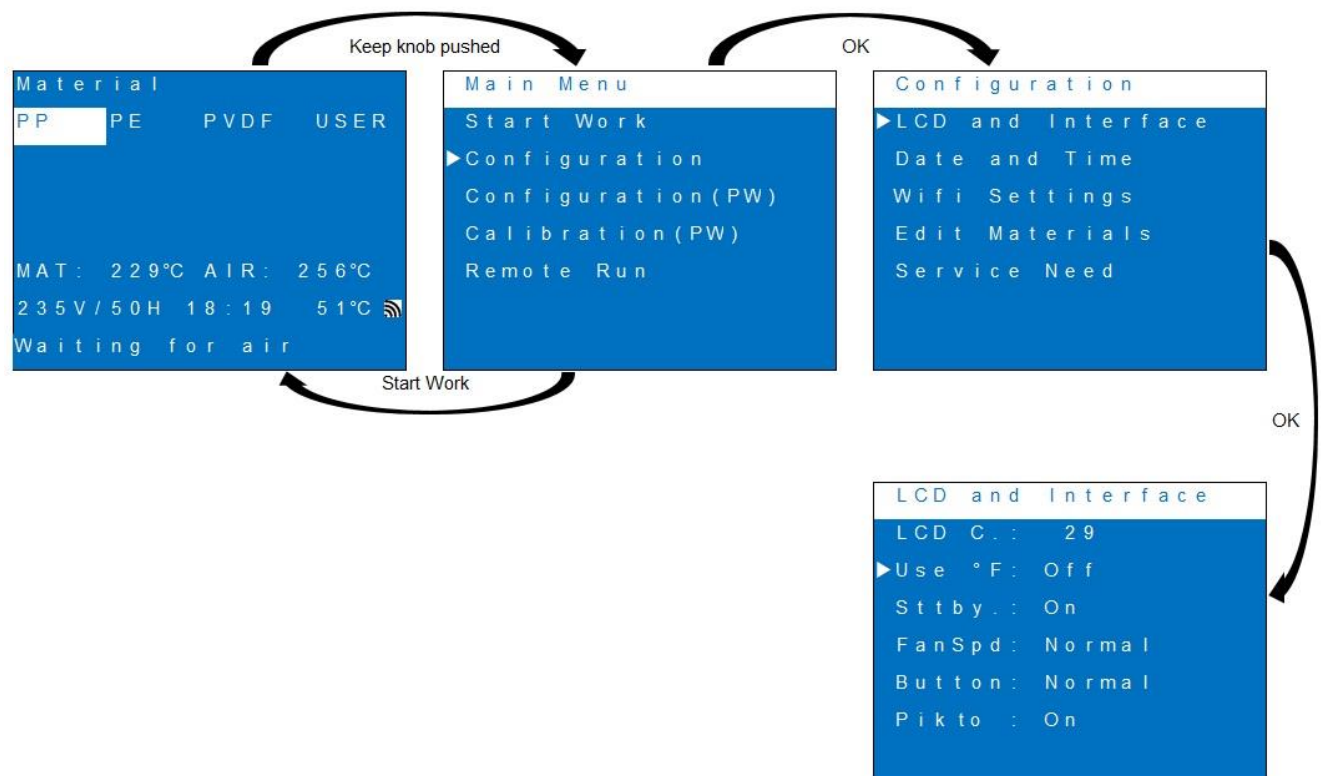 Keep knob pushed
OK
Material
PP PE PVDF USER
MAT: 229°C AIR: 256°C
235V/50H 18:19 51°C
Waiting for air
Main Menu
Start Work
Configuration
Configuration(PW)
Calibration(PW)
Remote Run
Configuration
LCD and Interface
Date and Time
Wifi Settings
Edit Materials
Service Need
Start Work
OK
LCD and Interface
LCD C.: 29
Use °F: Off
Sttby.: On
FanSpd: Normal
Button: Normal
Pikto : On